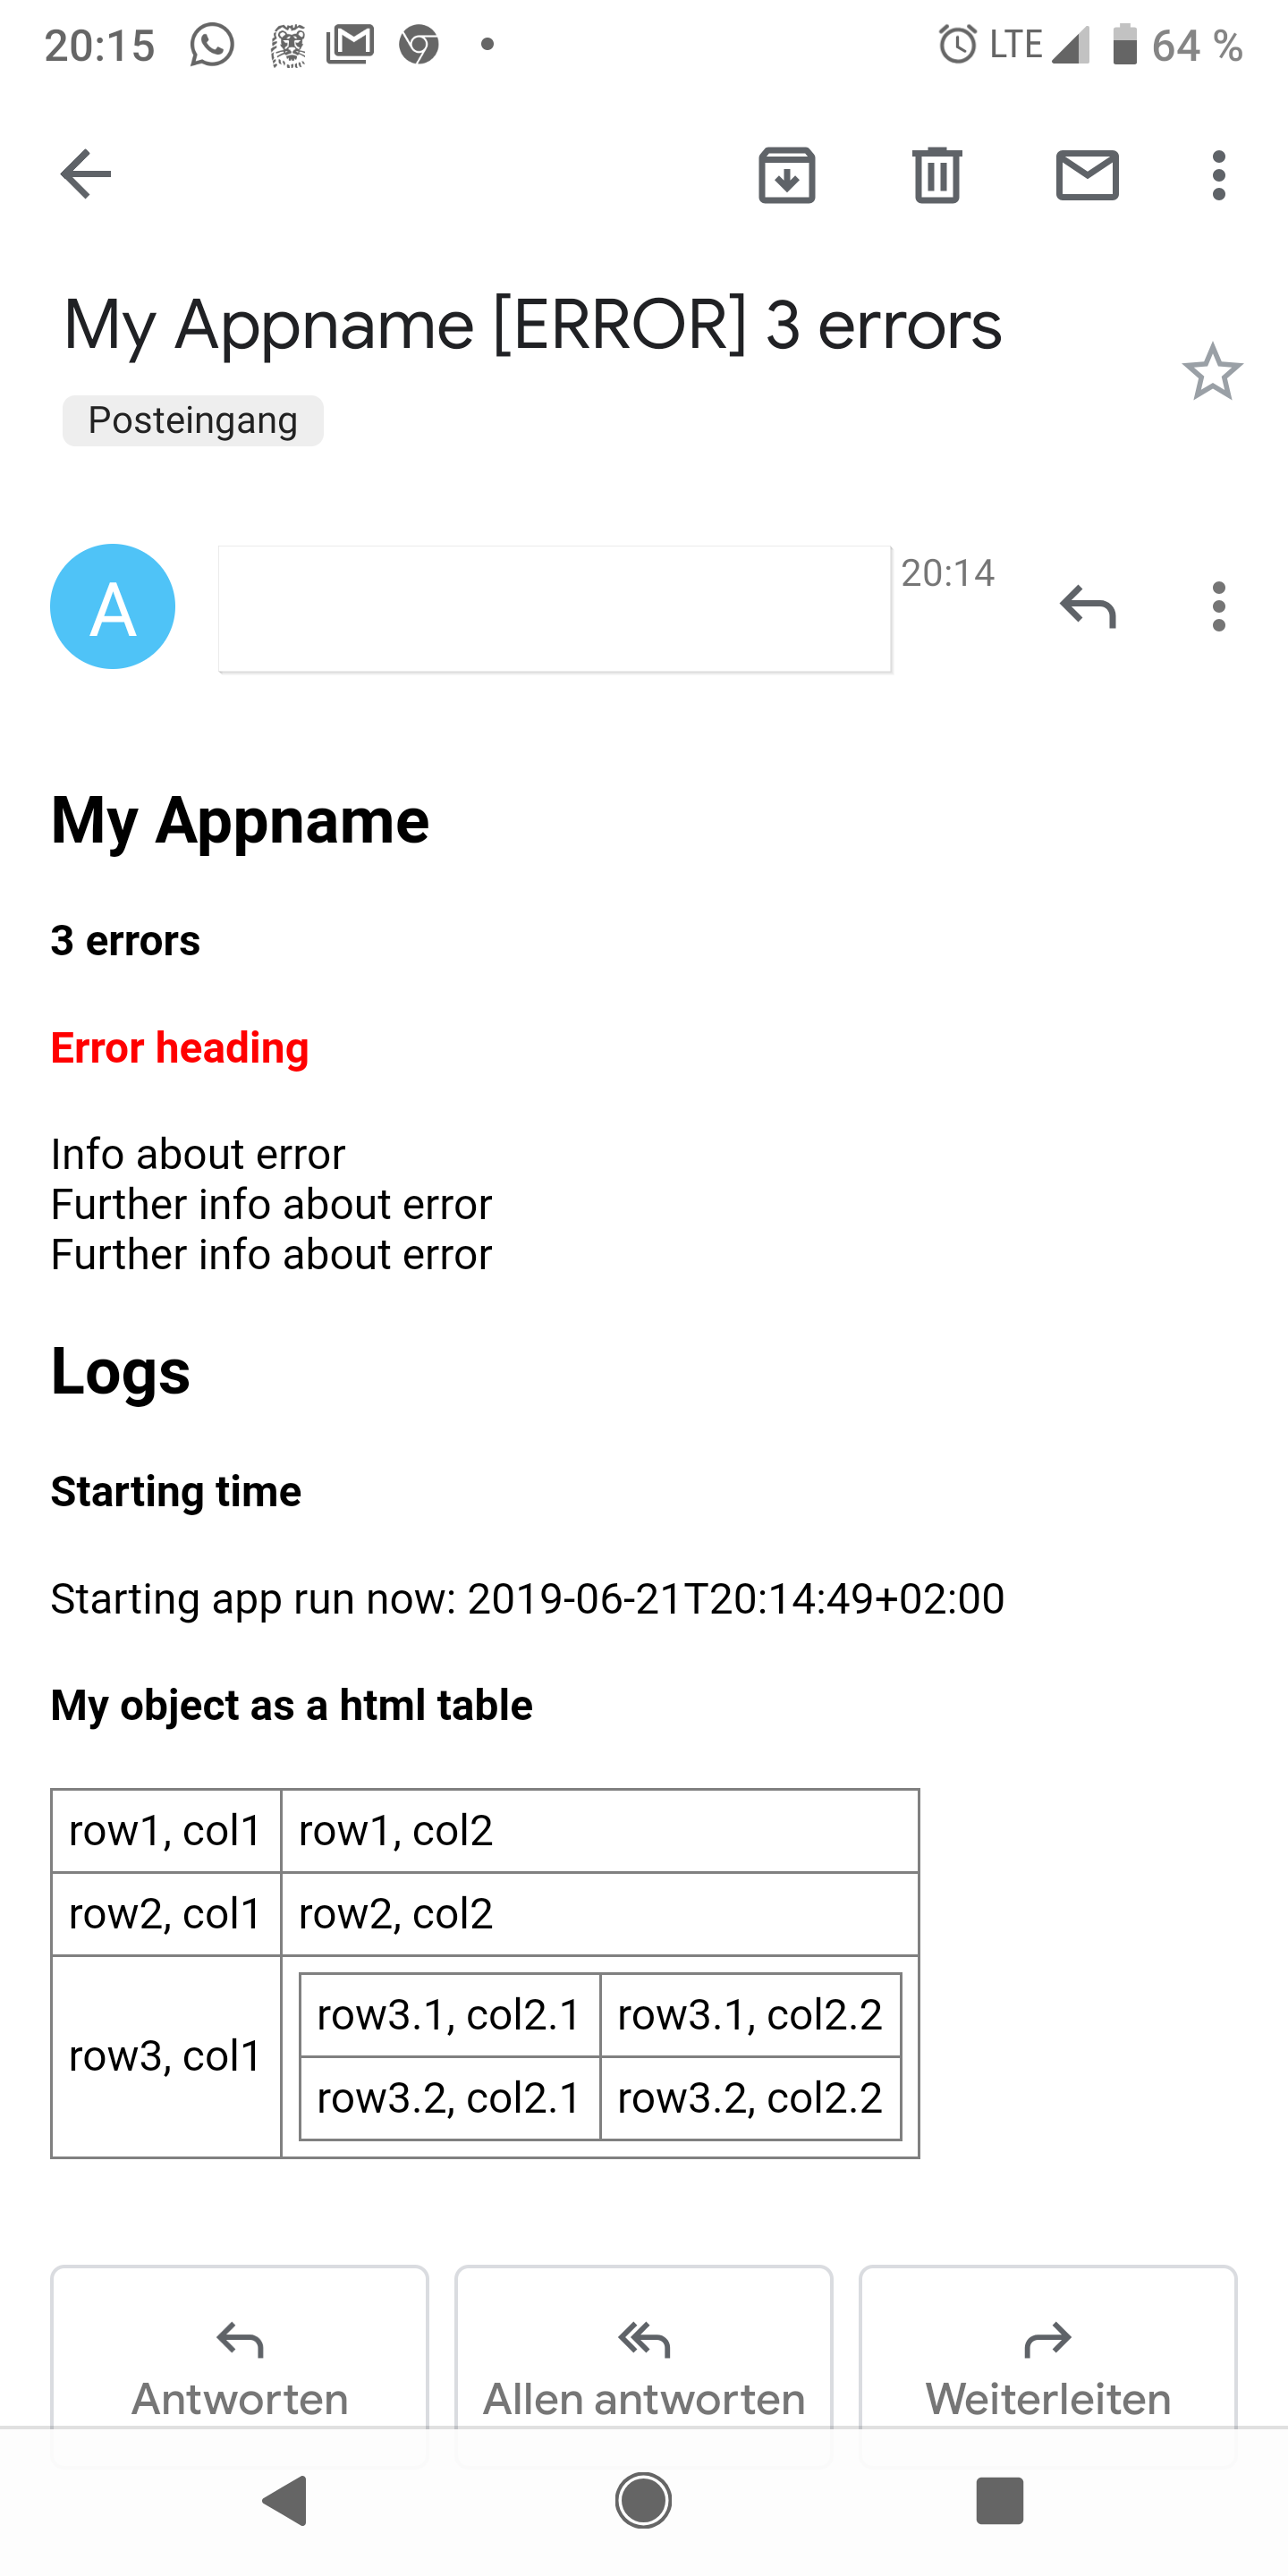 20:15 LTE 64 %
My Appname [ERROR] 3 errors
Posteingang
A 20:14
My Appname
3 errors
Error heading
Info about error
Further info about error
Further info about error
Logs
Starting time
Starting app run now: 2019-06-21T20:14:49+02:00
My object as a html table
row1, col1 row1, col2
row2, col1 row2, col2
row3, col1
row3.1, col2.1 row3.1, col2.2
row3.2, col2.1 row3.2, col2.2
Antworten Allen antworten Weiterleiten